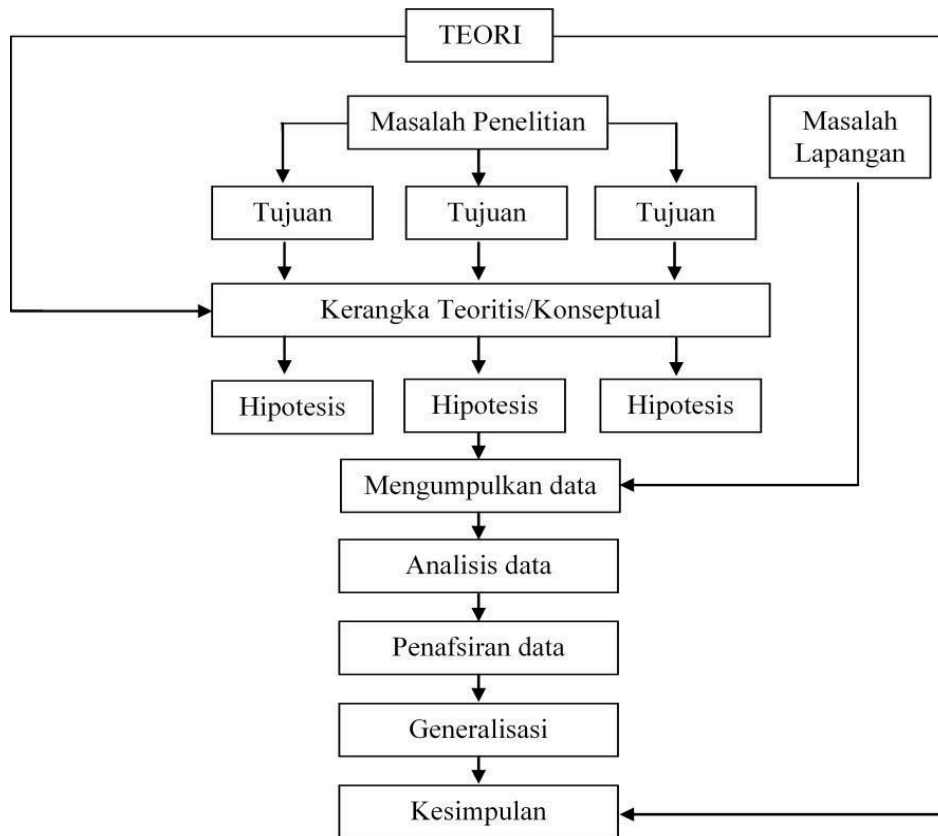 TEORI
Masalah Penelitian
Masalah
Lapangan
Tujuan
Tujuan
Tujuan
Kerangka Teoritis/Konseptual
Hipotesis
Hipotesis
Hipotesis
Mengumpulkan data
Analisis data
Penafsiran data
Generalisasi
Kesimpulan